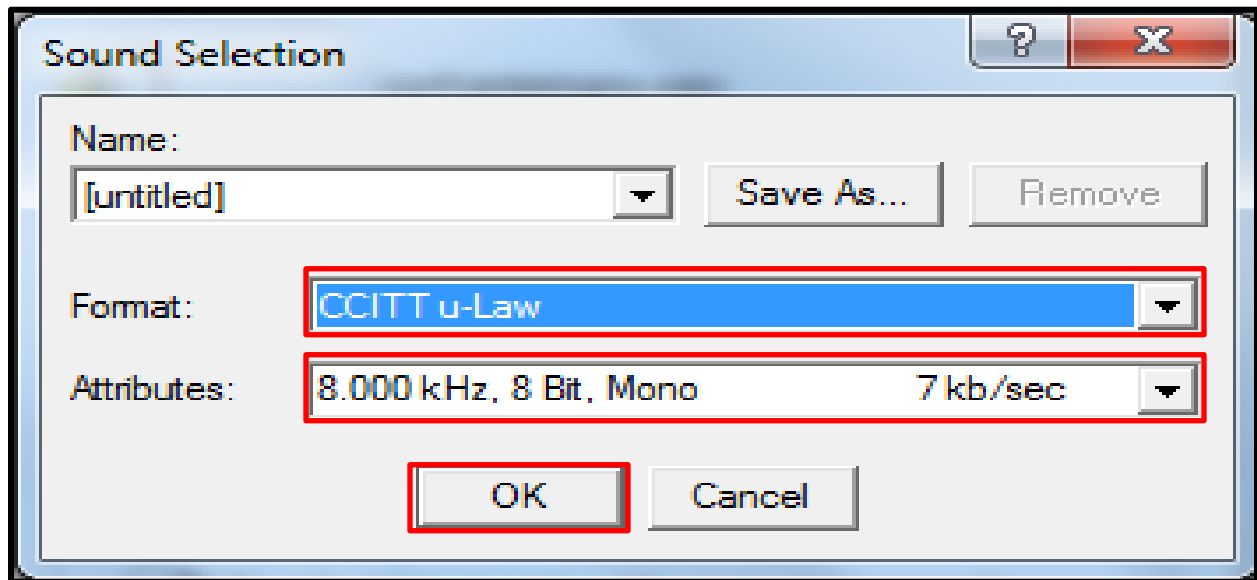 Sound Selection
Name:
[untitled]
Save As...
Remove
Format:
CCITT u-Law
Attributes:
8.000 kHz, 8 Bit, Mono 7 kb/sec
OK
Cancel